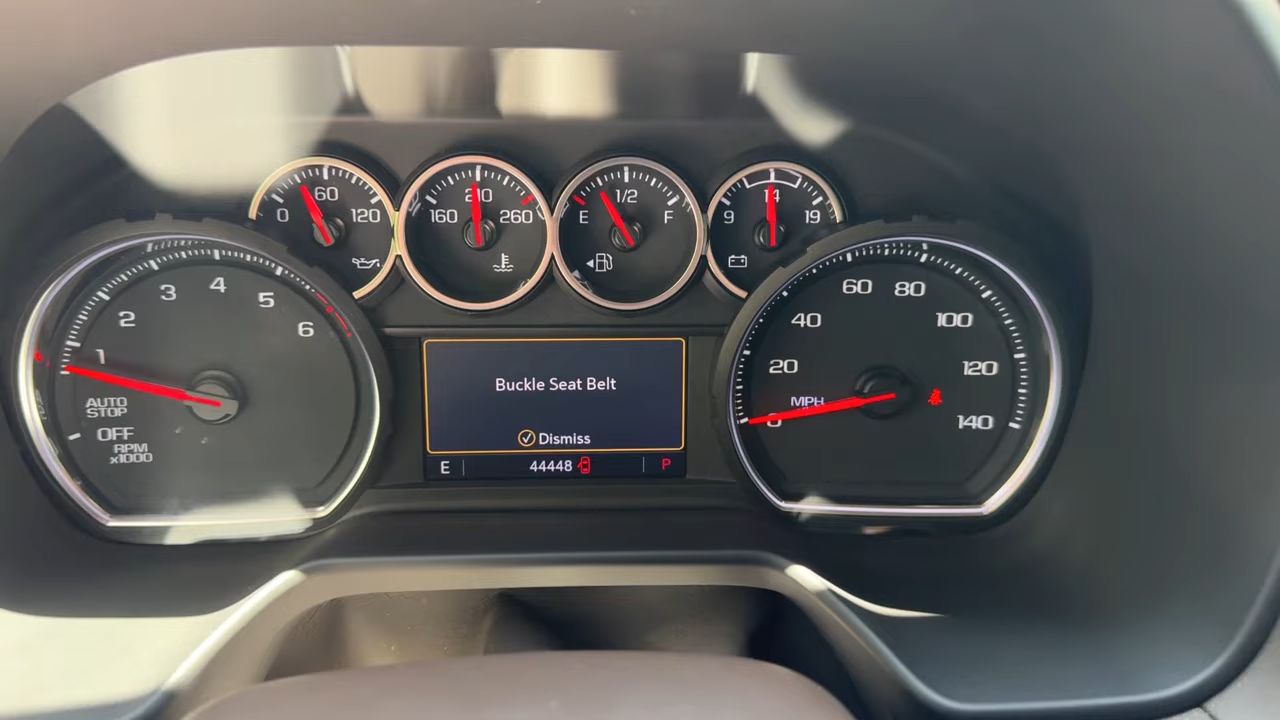 0 60 120
160 210 260
E 1/2 F
9 14 19
1 2 3 4 5 6
AUTO
STOP
OFF
RPM
x1000
Buckle Seat Belt
Dismiss
E 44448 P
0 20 40 60 80 100 120 140
MPH